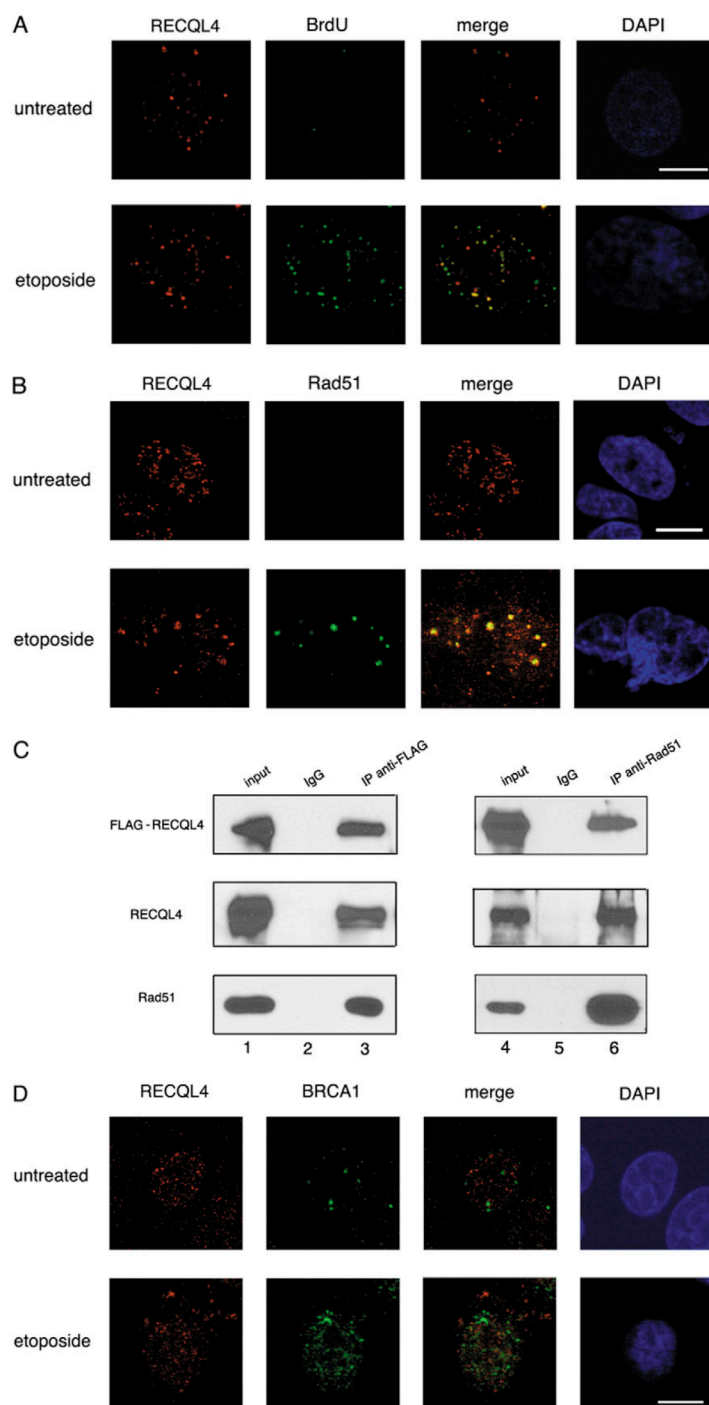 A
RECQL4 BrdU merge DAPI
untreated
etoposide
B
RECQL4 Rad51 merge DAPI
untreated
etoposide
C
input IgG IP anti-FLAG input IgG IP anti-Rad51
FLAG-RECQL4
RECQL4
Rad51
1 2 3 4 5 6
D
RECQL4 BRCA1 merge DAPI
untreated
etoposide